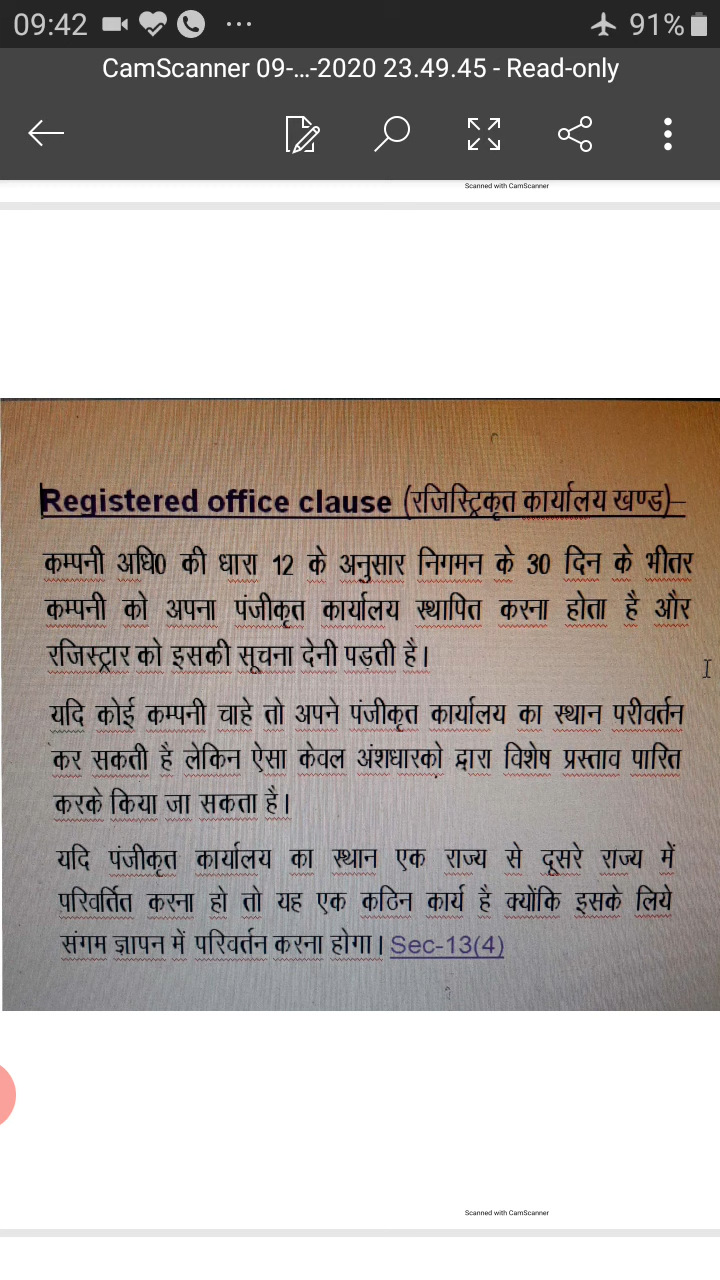 09:42
...
91%
CamScanner 09-...-2020 23.49.45 - Read-only
Scanned with CamScanner
Registered office clause (रजिस्ट्रिकृत कार्यालय खण्ड)–
कम्पनी अधि0 की धारा 12 के अनुसार निगमन के 30 दिन के भीतर
कम्पनी को अपना पंजीकृत कार्यालय स्थापित करना होता है और
रजिस्ट्रार को इसकी सूचना देनी पड़ती है।
यदि कोई कम्पनी चाहे तो अपने पंजीकृत कार्यालय का स्थान परीवर्तन
कर सकती है लेकिन ऐसा केवल अंशधारको द्वारा विशेष प्रस्ताव पारित
करके किया जा सकता है।
यदि पंजीकृत कार्यालय का स्थान एक राज्य से दूसरे राज्य में
परिवर्तित करना हो तो यह एक कठिन कार्य है क्योंकि इसके लिये
संगम ज्ञापन में परिवर्तन करना होगा। Sec-13(4)
Scanned with CamScanner